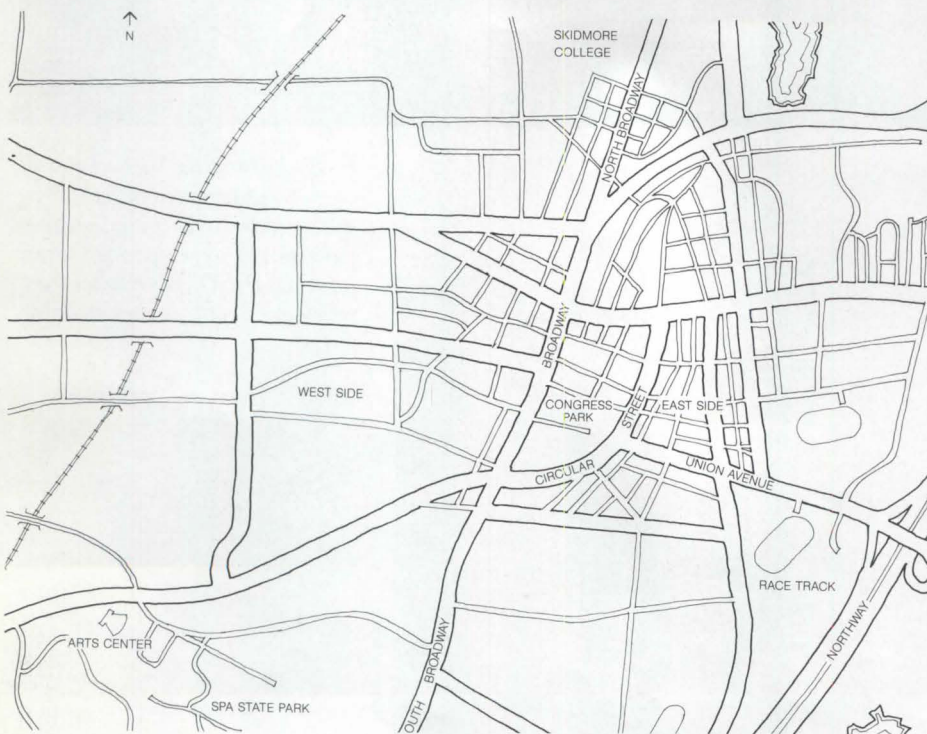 N
SKIDMORE
COLLEGE
NORTH BROADWAY
BROADWAY
WEST SIDE
CONGRESS
PARK
STREET
EAST SIDE
CIRCULAR
UNION AVENUE
RACE TRACK
NORTHWAY
ARTS CENTER
SPA STATE PARK
OUTH BROADWAY